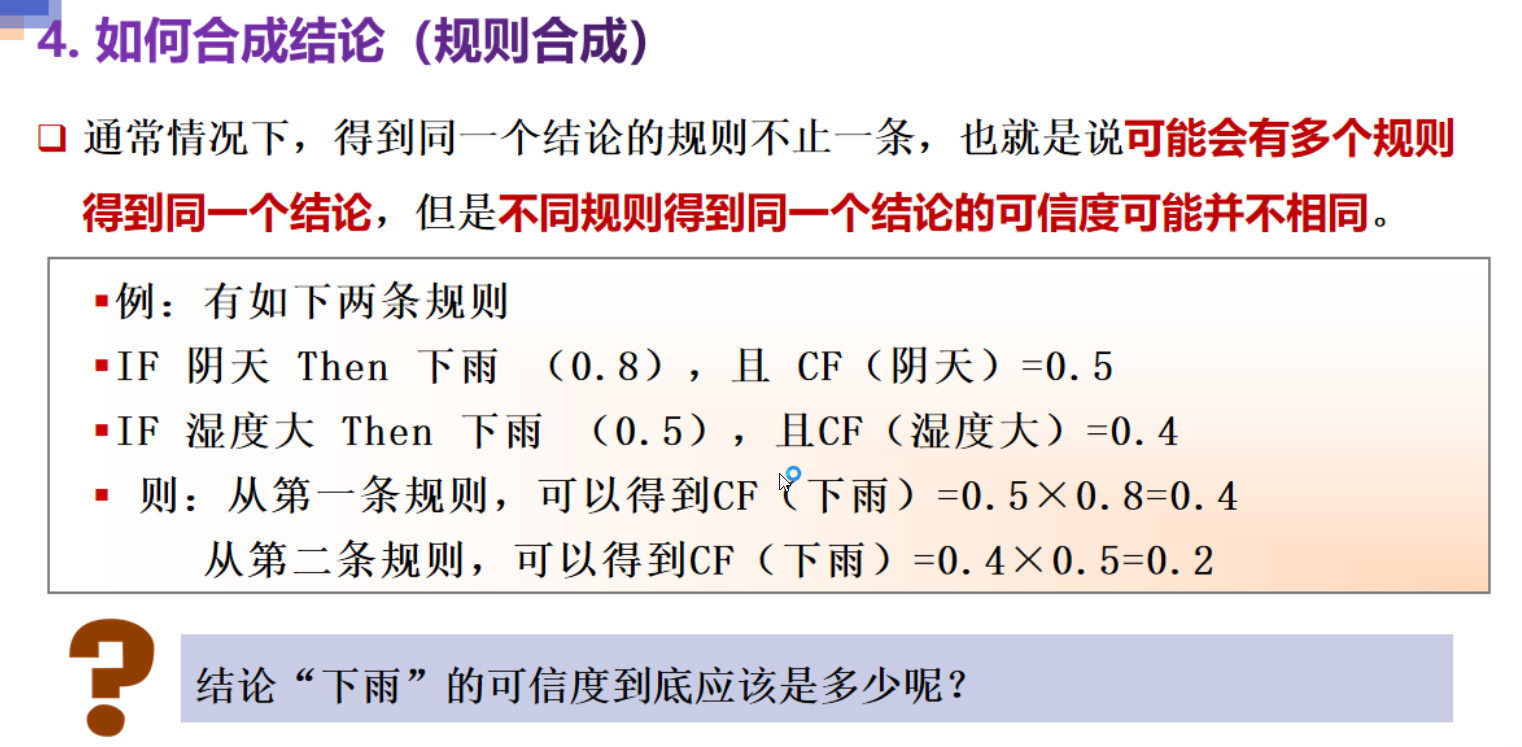 4. 如何合成结论（规则合成）
通常情况下，得到同一个结论的规则不止一条，也就是说可能会有多个规则
得到同一个结论，但是不同规则得到同一个结论的可信度可能并不相同。
例：有如下两条规则
IF 阴天 Then 下雨 （0.8），且 CF（阴天）=0.5
IF 湿度大 Then 下雨 （0.5），且CF（湿度大）=0.4
则：从第一条规则，可以得到CF（下雨）=0.5×0.8=0.4
从第二条规则，可以得到CF（下雨）=0.4×0.5=0.2
?
结论“下雨”的可信度到底应该是多少呢？